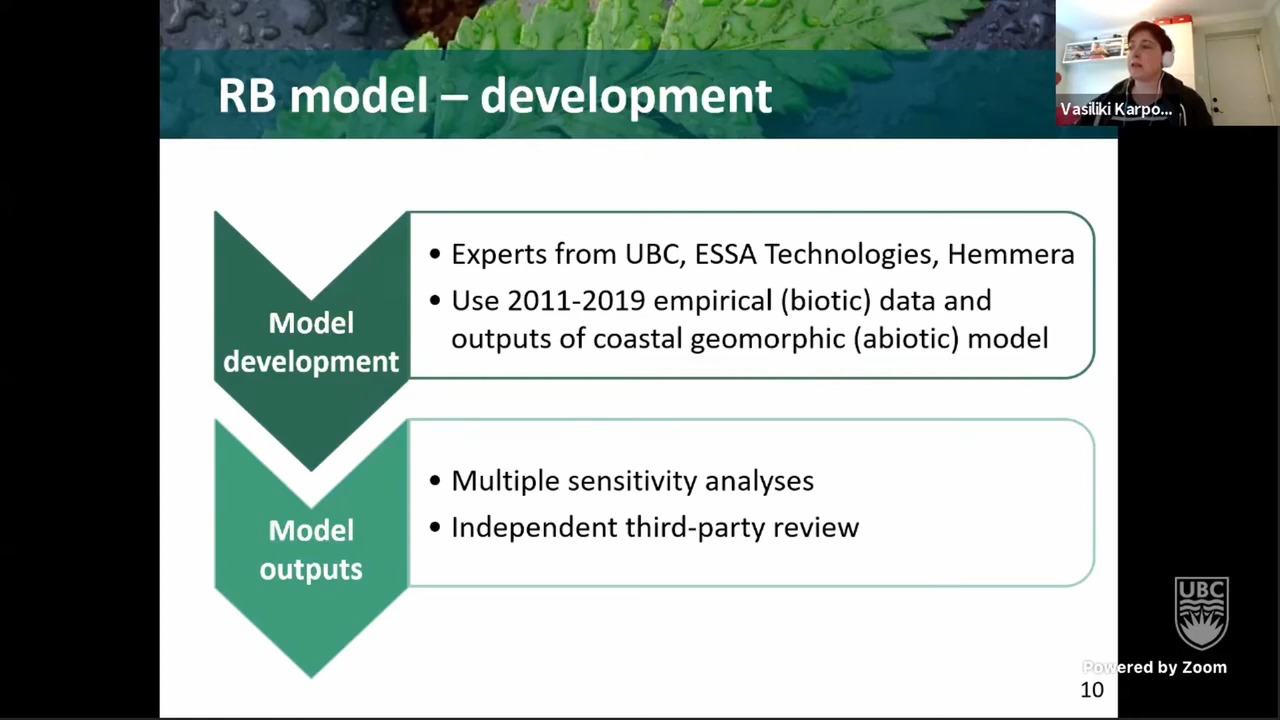 RB model – development
Vasiliki Karpo...
Model
development
• Experts from UBC, ESSA Technologies, Hemmera
• Use 2011-2019 empirical (biotic) data and
outputs of coastal geomorphic (abiotic) model
Model
outputs
• Multiple sensitivity analyses
• Independent third-party review
UBC
Powered by Zoom
10